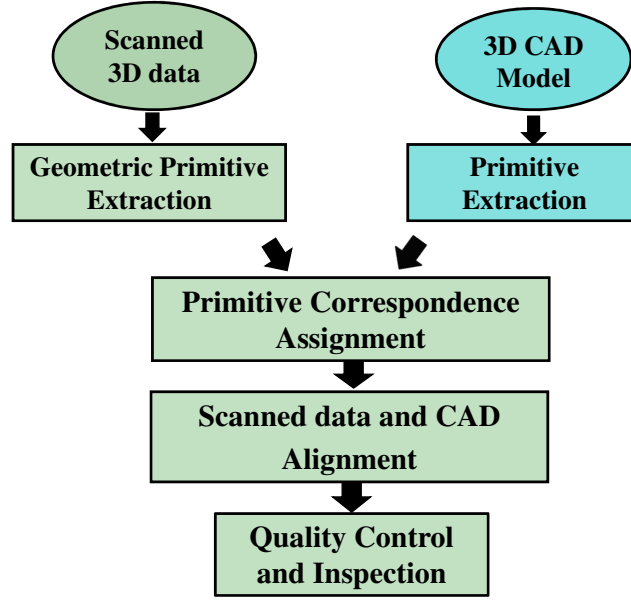 Scanned
3D data
3D CAD
Model
Geometric Primitive
Extraction
Primitive
Extraction
Primitive Correspondence
Assignment
Scanned data and CAD
Alignment
Quality Control
and Inspection